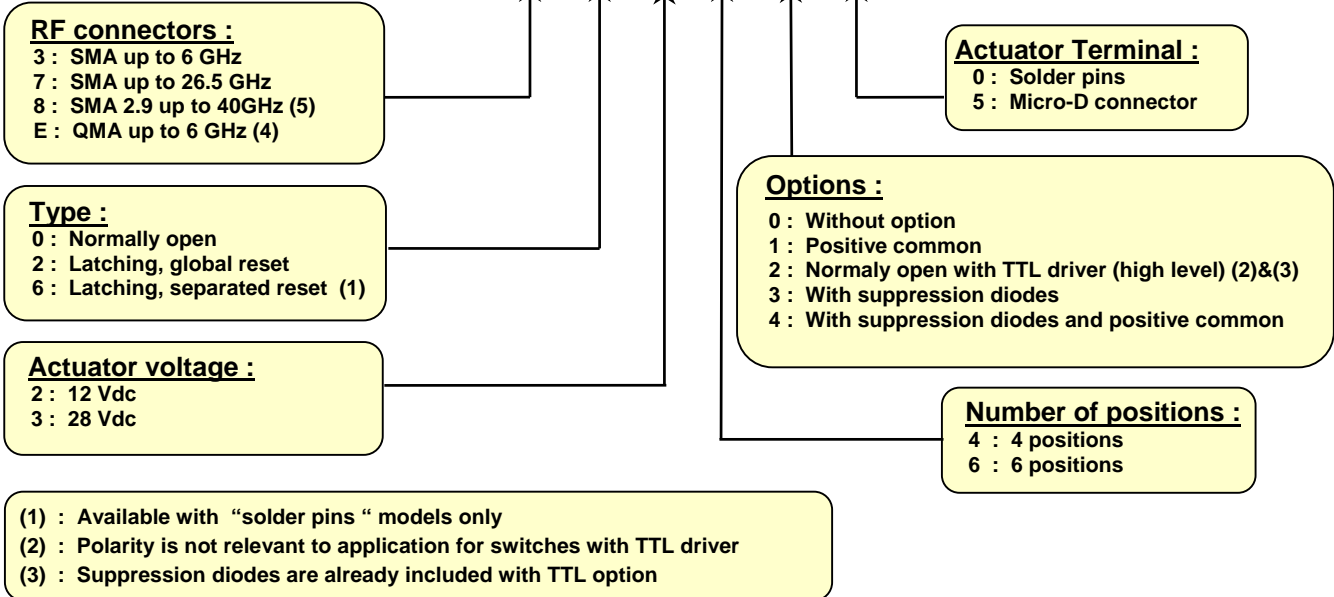 RF connectors :
3 : SMA up to 6 GHz
7 : SMA up to 26.5 GHz
8 : SMA 2.9 up to 40GHz (5)
E : QMA up to 6 GHz (4)
Actuator Terminal :
0 : Solder pins
5 : Micro-D connector
Type :
0 : Normally open
2 : Latching, global reset
6 : Latching, separated reset (1)
Options :
0 : Without option
1 : Positive common
2 : Normaly open with TTL driver (high level) (2)&(3)
3 : With suppression diodes
4 : With suppression diodes and positive common
Actuator voltage :
2 : 12 Vdc
3 : 28 Vdc
Number of positions :
4 : 4 positions
6 : 6 positions
(1) : Available with “solder pins “ models only
(2) : Polarity is not relevant to application for switches with TTL driver
(3) : Suppression diodes are already included with TTL option